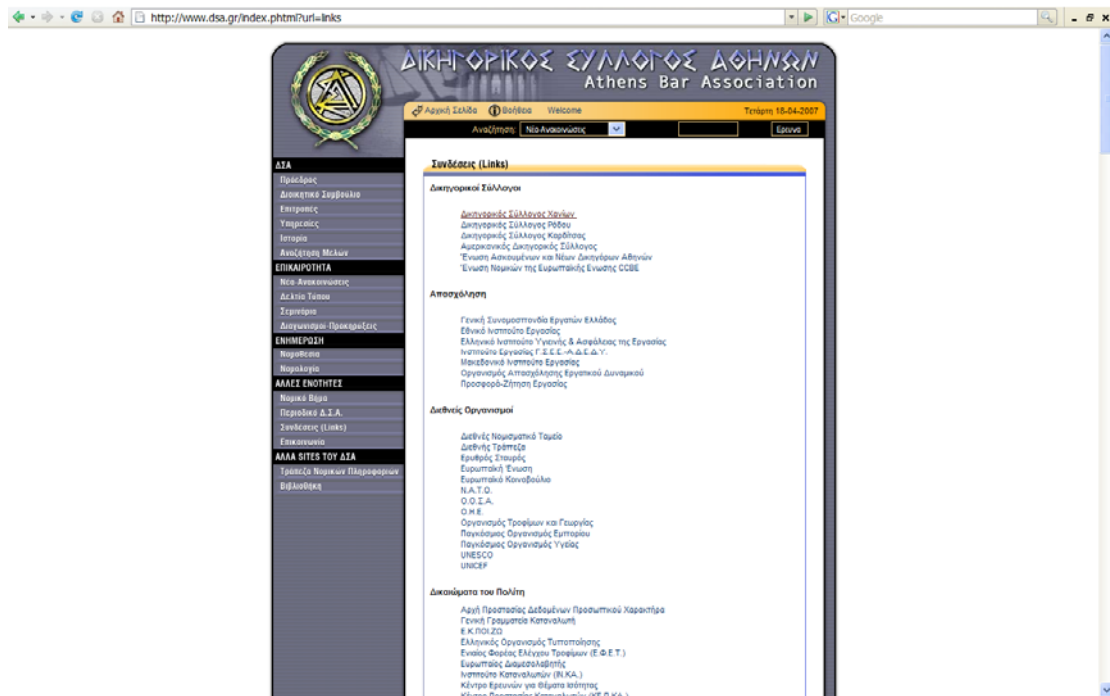 http://www.dsa.gr/index.phtml?url=links
Google
ΔΙΚΗΓΟΡΙΚΟΣ ΣΥΛΛΟΓΟΣ ΑΘΗΝΩΝ
Athens Bar Association
Αρχική Σελίδα Βοήθεια Welcome Τετάρτη 18-04-2007
Αναζήτηση: Νέα-Ανακοινώσεις Ερευνα
ΔΣΑ
Πρόεδρος
Διοικητικό Συμβούλιο
Επιτροπές
Υπηρεσίες
Ιστορία
Αναζήτηση Μελών
ΕΠΙΚΑΙΡΟΤΗΤΑ
Νέα-Ανακοινώσεις
Δελτία Τύπου
Σεμινάρια
Διαγωνισμοί-Προκηρύξεις
ΕΝΗΜΕΡΩΣΗ
Νομοθεσία
Νομολογία
ΑΛΛΕΣ ΕΝΟΤΗΤΕΣ
Νομικό Βήμα
Περιοδικό Δ.Σ.Α.
Συνδέσεις (Links)
Επικοινωνία
ΑΛΛΑ SITES ΤΟΥ ΔΣΑ
Τράπεζα Νομικών Πληροφοριών
Βιβλιοθήκη
Συνδέσεις (Links)
Δικηγορικοί Σύλλογοι
Δικηγορικός Σύλλογος Χανίων
Δικηγορικός Σύλλογος Ρόδου
Δικηγορικός Σύλλογος Καρδίτσας
Αμερικανικός Δικηγορικός Σύλλογος
Ένωση Ασκουμένων και Νέων Δικηγόρων Αθηνών
Ένωση Νομικών της Ευρωπαϊκής Ενωσης CCBE
Απασχόληση
Γενική Συνομοσπονδία Εργατών Ελλάδος
Εθνικό Ινστιτούτο Εργασίας
Ελληνικό Ινστιτούτο Υγιεινής & Ασφάλειας της Εργασίας
Ινστιτούτο Εργασίας Γ.Σ.Ε.Ε.-Α.Δ.Ε.Δ.Υ.
Μακεδονικό Ινστιτούτο Εργασίας
Οργανισμός Απασχόλησης Εργατικού Δυναμικού
Προσφορά-Ζήτηση Εργασίας
Διεθνείς Οργανισμοί
Διεθνές Νομισματικό Ταμείο
Διεθνής Τράπεζα
Ερυθρός Σταυρός
Ευρωπαϊκή Ένωση
Ευρωπαϊκό Κοινοβούλιο
Ν.Α.Τ.Ο.
Ο.Ο.Σ.Α.
Ο.Η.Ε.
Οργανισμός Τροφίμων και Γεωργίας
Παγκόσμιος Οργανισμός Εμπορίου
Παγκόσμιος Οργανισμός Υγείας
UNESCO
UNICEF
Δικαιώματα του Πολίτη
Αρχή Προστασίας Δεδομένων Προσωπικού Χαρακτήρα
Γενική Γραμματεία Καταναλωτή
Ε.Κ.ΠΟΙ.ΖΩ
Ελληνικός Οργανισμός Τυποποίησης
Ενιαίος Φορέας Ελέγχου Τροφίμων (Ε.Φ.Ε.Τ.)
Ευρωπαίος Διαμεσολαβητής
Ινστιτούτο Καταναλωτών (ΙΝ.ΚΑ.)
Κέντρο Ερευνών για Θέματα Ισότητας
Κέντρο Προστασίας Καταναλωτών (ΚΕ.Π.ΚΑ.)